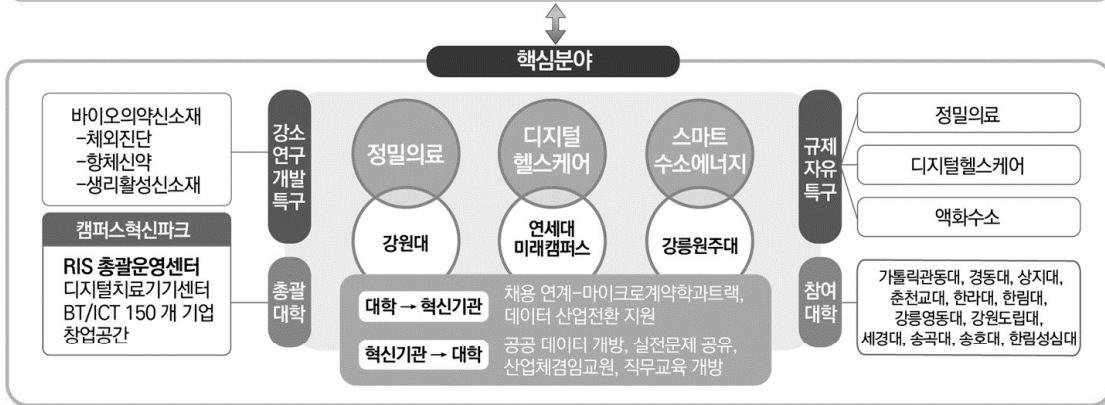 핵심분야
바이오의약신소재
-체외진단
-항체신약
-생리활성신소재
캠퍼스혁신파크
RIS 총괄운영센터
디지털치료기기센터
BT/ICT 150 개 기업
창업공간
강소
연구
개발
특구
총괄
대학
정밀의료
디지털
헬스케어
스마트
수소에너지
강원대
연세대
미래캠퍼스
강릉원주대
대학 → 혁신기관
채용 연계-마이크로계약학과트랙,
데이터 산업전환 지원
혁신기관 → 대학
공공 데이터 개방, 실전문제 공유,
산업체겸임교원, 직무교육 개방
규제
자유
특구
정밀의료
디지털헬스케어
액화수소
참여
대학
가톨릭관동대, 경동대, 상지대,
춘천교대, 한라대, 한림대,
강릉영동대, 강원도립대,
세경대, 송곡대, 송호대, 한림성심대